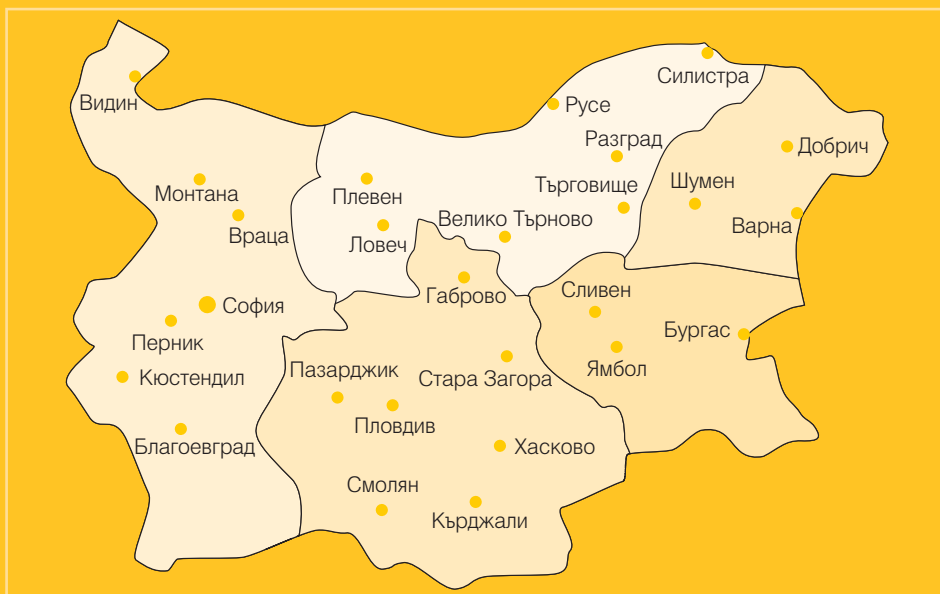 Силистра
Видин
Русе
Разград
Добрич
Шумен
Търговище
Монтана
Плевен
Велико Търново
Варна
Враца
Ловеч
Сливен
Габрово
София
Бургас
Перник
Ямбол
Пазарджик
Стара Загора
Кюстендил
Пловдив
Благоевград
Хасково
Смолян
Кърджали